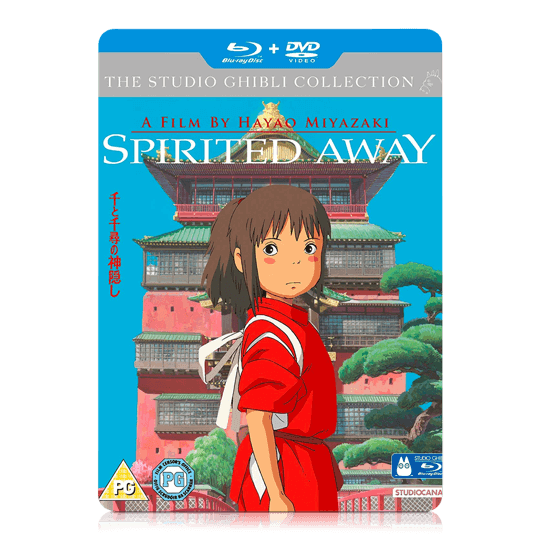 Blu-ray Disc + DVD VIDEO
THE STUDIO GHIBLI COLLECTION
A FILM BY HAYAO MIYAZAKI
SPIRITED AWAY
千と千尋の神隠し
PG
PG
STUDIO GHIBLI
Blu-ray Disc
STUDIOCANAL